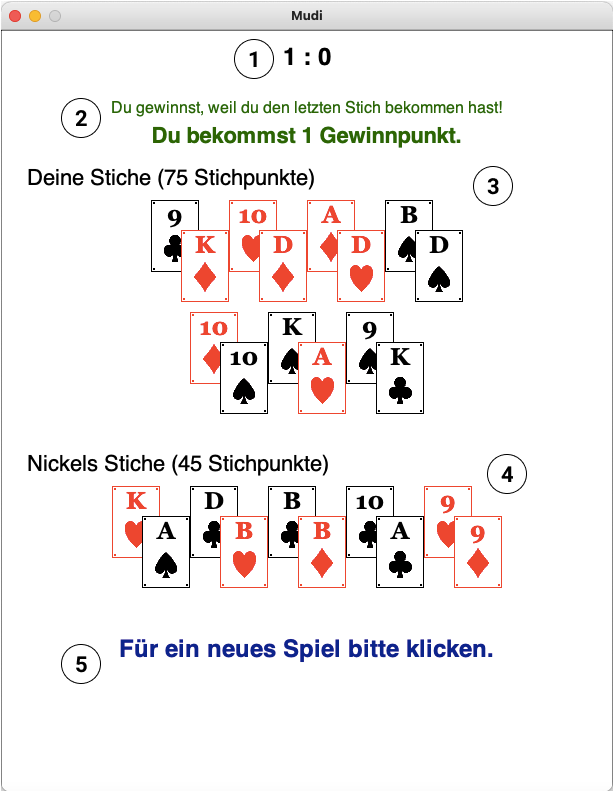 Mudi
1 1 : 0
2 Du gewinnst, weil du den letzten Stich bekommen hast!
Du bekommst 1 Gewinnpunkt.
Deine Stiche (75 Stichpunkte) 3
9 10 A B
K D D D
10 K 9
10 A K
Nickels Stiche (45 Stichpunkte) 4
K D B 10 9
A B B A 9
5 Für ein neues Spiel bitte klicken.